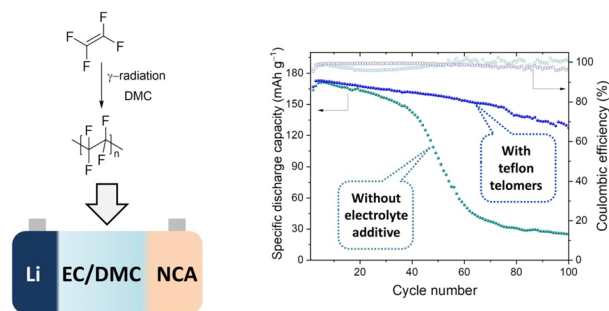 F
F
F
F
γ-radiation
DMC
F
F
F
F
n
Li
EC/DMC
NCA
Specific discharge capacity (mAh g⁻¹)
180
150
120
90
60
30
0
With
teflon
telomers
Without
electrolyte
additive
20
40
60
80
100
Cycle number
100
80
60
40
20
0
Coulombic efficiency (%)